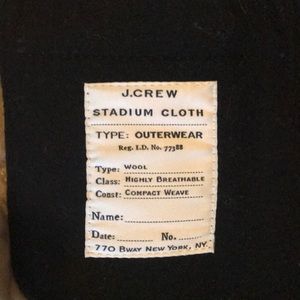 J.CREW
STADIUM CLOTH
TYPE: OUTERWEAR
Reg. I.D. No. 77388
Type: WOOL
Class: HIGHLY BREATHABLE
Const: COMPACT WEAVE
Name:
Date: No.
770 BWAY NEW YORK, NY.